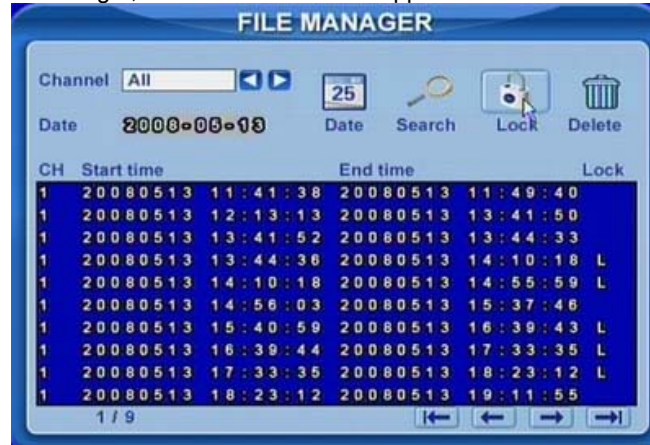 FILE MANAGER
Channel All
25
Date 2008-05-13 Date Search Lock Delete
CH Start time End time Lock
1 20080513 11:41:38 20080513 11:49:40
1 20080513 12:13:13 20080513 13:41:50
1 20080513 13:41:52 20080513 13:44:33
1 20080513 13:44:36 20080513 14:10:18 L
1 20080513 14:10:18 20080513 14:55:59 L
1 20080513 14:56:03 20080513 15:37:46
1 20080513 15:40:59 20080513 16:39:43 L
1 20080513 16:39:44 20080513 17:33:35 L
1 20080513 17:33:35 20080513 18:23:12 L
1 20080513 18:23:12 20080513 19:11:55
1 / 9